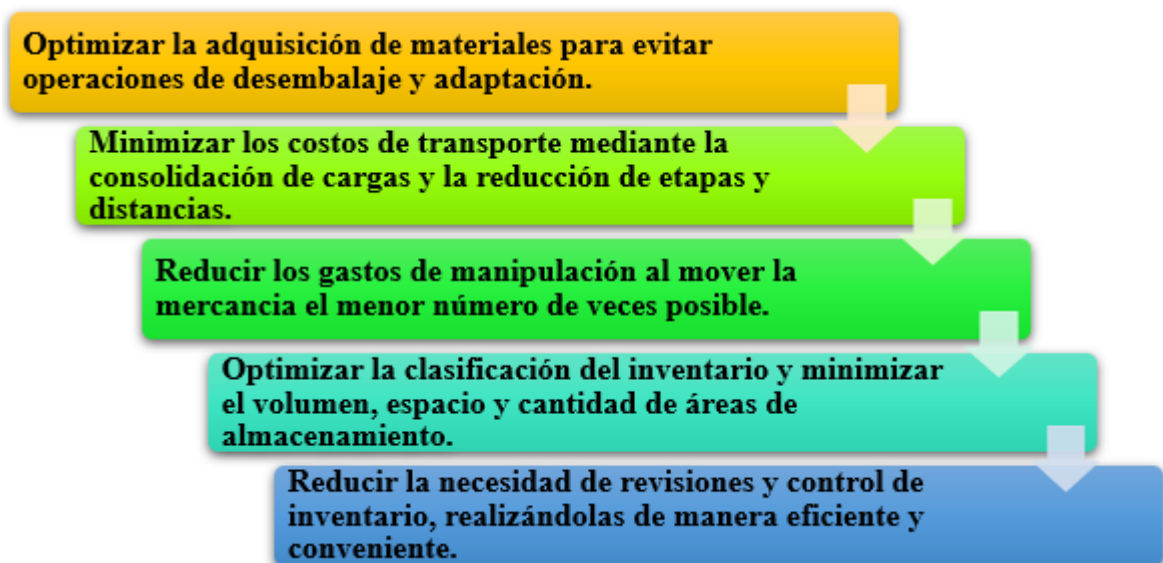 Optimizar la adquisición de materiales para evitar
operaciones de desembalaje y adaptación.
Minimizar los costos de transporte mediante la
consolidación de cargas y la reducción de etapas y
distancias.
Reducir los gastos de manipulación al mover la
mercancia el menor número de veces posible.
Optimizar la clasificación del inventario y minimizar
el volumen, espacio y cantidad de áreas de
almacenamiento.
Reducir la necesidad de revisiones y control de
inventario, realizándolas de manera eficiente y
conveniente.